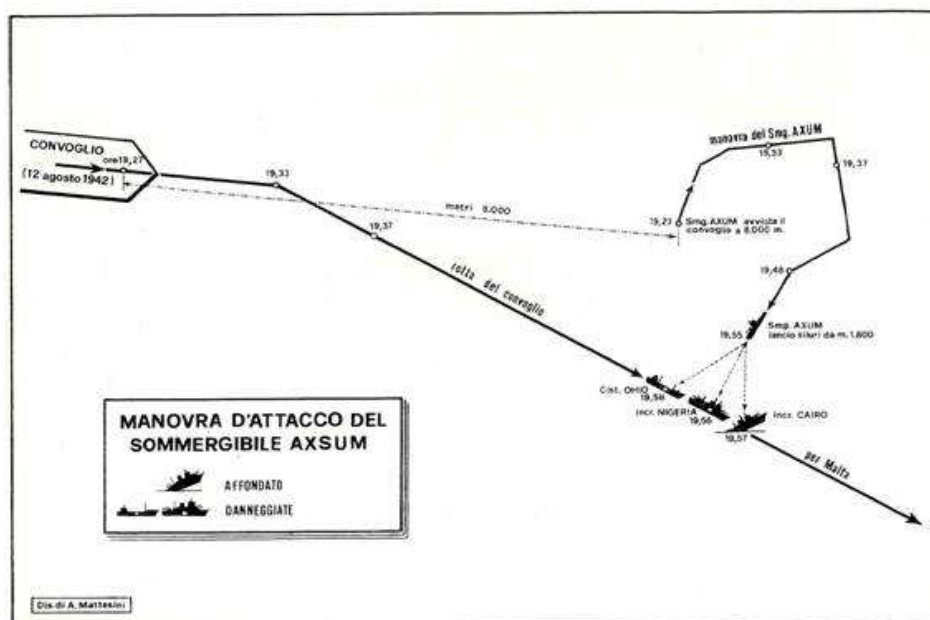 CONVOGLIO
ore 19,27
(12 agosto 1942)
19,33
19,37
metri 8.000
rotta del convoglio
manovra del Smg. AXUM
19,33
19,37
19,27
Smg. AXUM avvista il
convoglio a 8.000 m.
19,48
19,55
Smg. AXUM
lancio siluri da m. 1.800
Cist. OHIO
19,58
Incr. NIGERIA
19,56
Incr. CAIRO
19,57
per Malta
MANOVRA D'ATTACCO DEL
SOMMERGIBILE AXSUM
AFFONDATO
DANNEGGIATE
Dis. di A. Mattesini